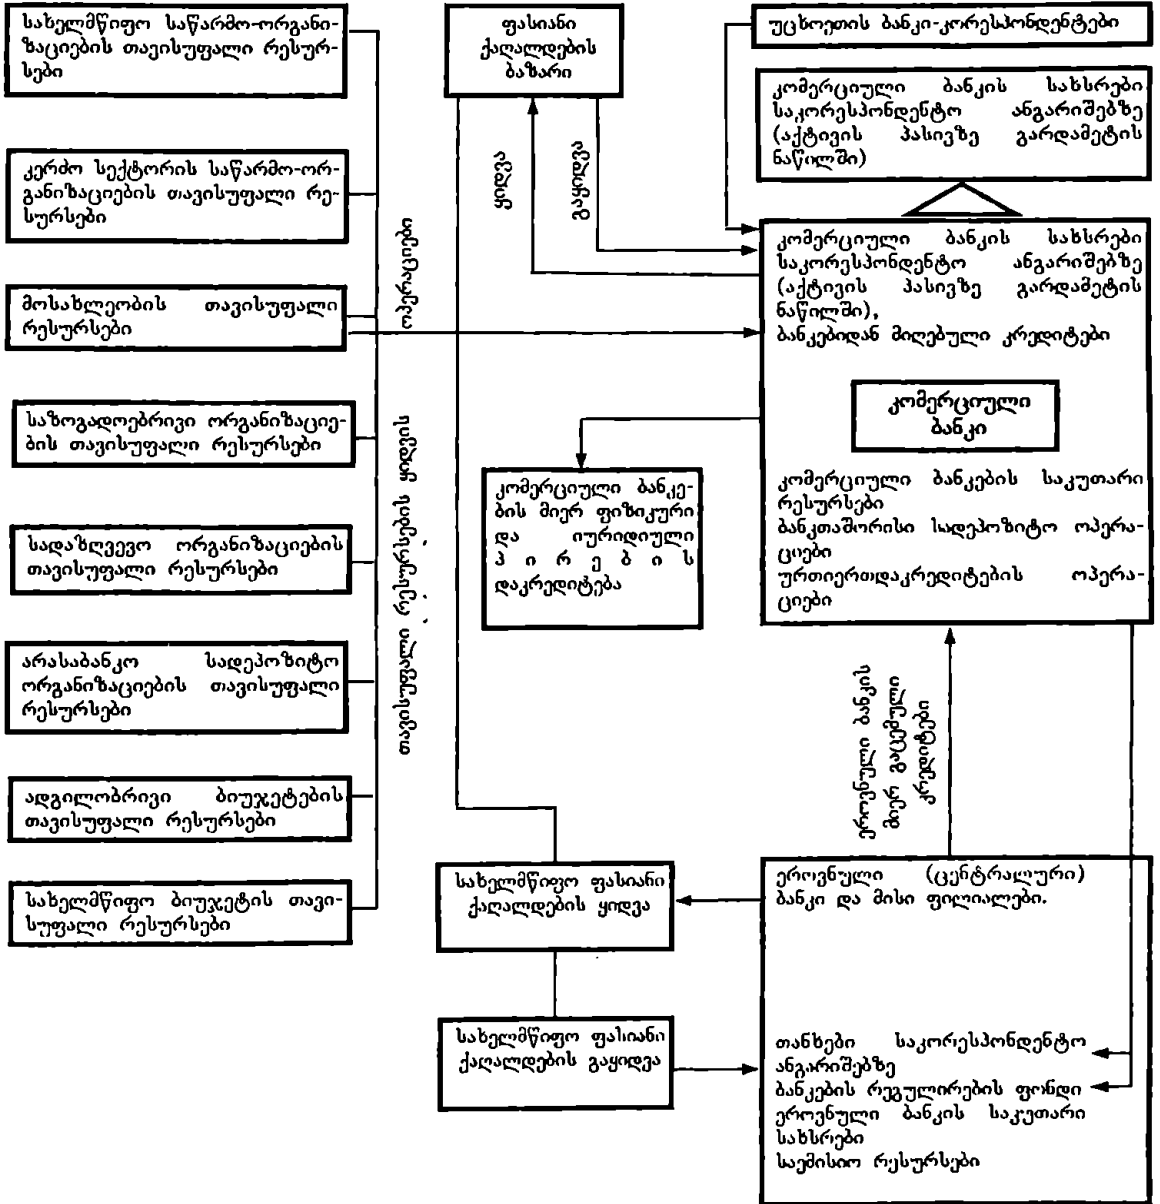 სახელმწიფო საწარმო-ორგანი-
ზაციების თავისუფალი რესურ-
სები
კერძო სექტორის საწარმო-ორ-
განიზაციების თავისუფალი რე-
სურსები
მოსახლეობის თავისუფალი
რესურსები
საზოგადოებრივი ორგანიზაციე-
ბის თავისუფალი რესურსები
სადაზღვევო ორგანიზაციების
თავისუფალი რესურსები
არასაბანკო სადეპოზიტო
ორგანიზაციების თავისუფალი
რესურსები
ადგილობრივი ბიუჯეტების
თავისუფალი რესურსები
სახელმწიფო ბიუჯეტის თავი-
სუფალი რესურსები
თავისუფალი რესურსების ყიდვის ოპერაციები
ფასიანი
ქაღალდების
ბაზარი
ყიდვა
გაყიდვა
უცხოეთის ბანკი-კორესპონდენტები
კომერციული ბანკის სახსრები
საკორესპონდენტო ანგარიშებზე
(აქტივის პასივზე გარდამეტის
ნაწილში)
კომერციული ბანკის სახსრები
საკორესპონდენტო ანგარიშებზე
(აქტივის პასივზე გარდამეტის
ნაწილში),
ბანკებიდან მიღებული კრედიტები
კომერციული
ბანკი
კომერციული ბანკების საკუთარი
რესურსები
ბანკთაშორისი სადეპოზიტო ოპერა-
ციები
ურთიერთდაკრედიტების ოპერა-
ციები
კომერციული ბანკე-
ბის მიერ ფიზიკური
და იურიდიული
პ ი რ ე ბ ი ს
დაკრედიტება
ეროვნული ბანკის
მიერ გაცემული
კრედიტები
სახელმწიფო ფასიანი
ქაღალდების ყიდვა
სახელმწიფო ფასიანი
ქაღალდების გაყიდვა
ეროვნული (ცენტრალური)
ბანკი და მისი ფილიალები.
თანხები საკორესპონდენტო
ანგარიშებზე
ბანკების რეგულირების ფონდი
ეროვნული ბანკის საკუთარი
სახსრები
საემისიო რესურსები